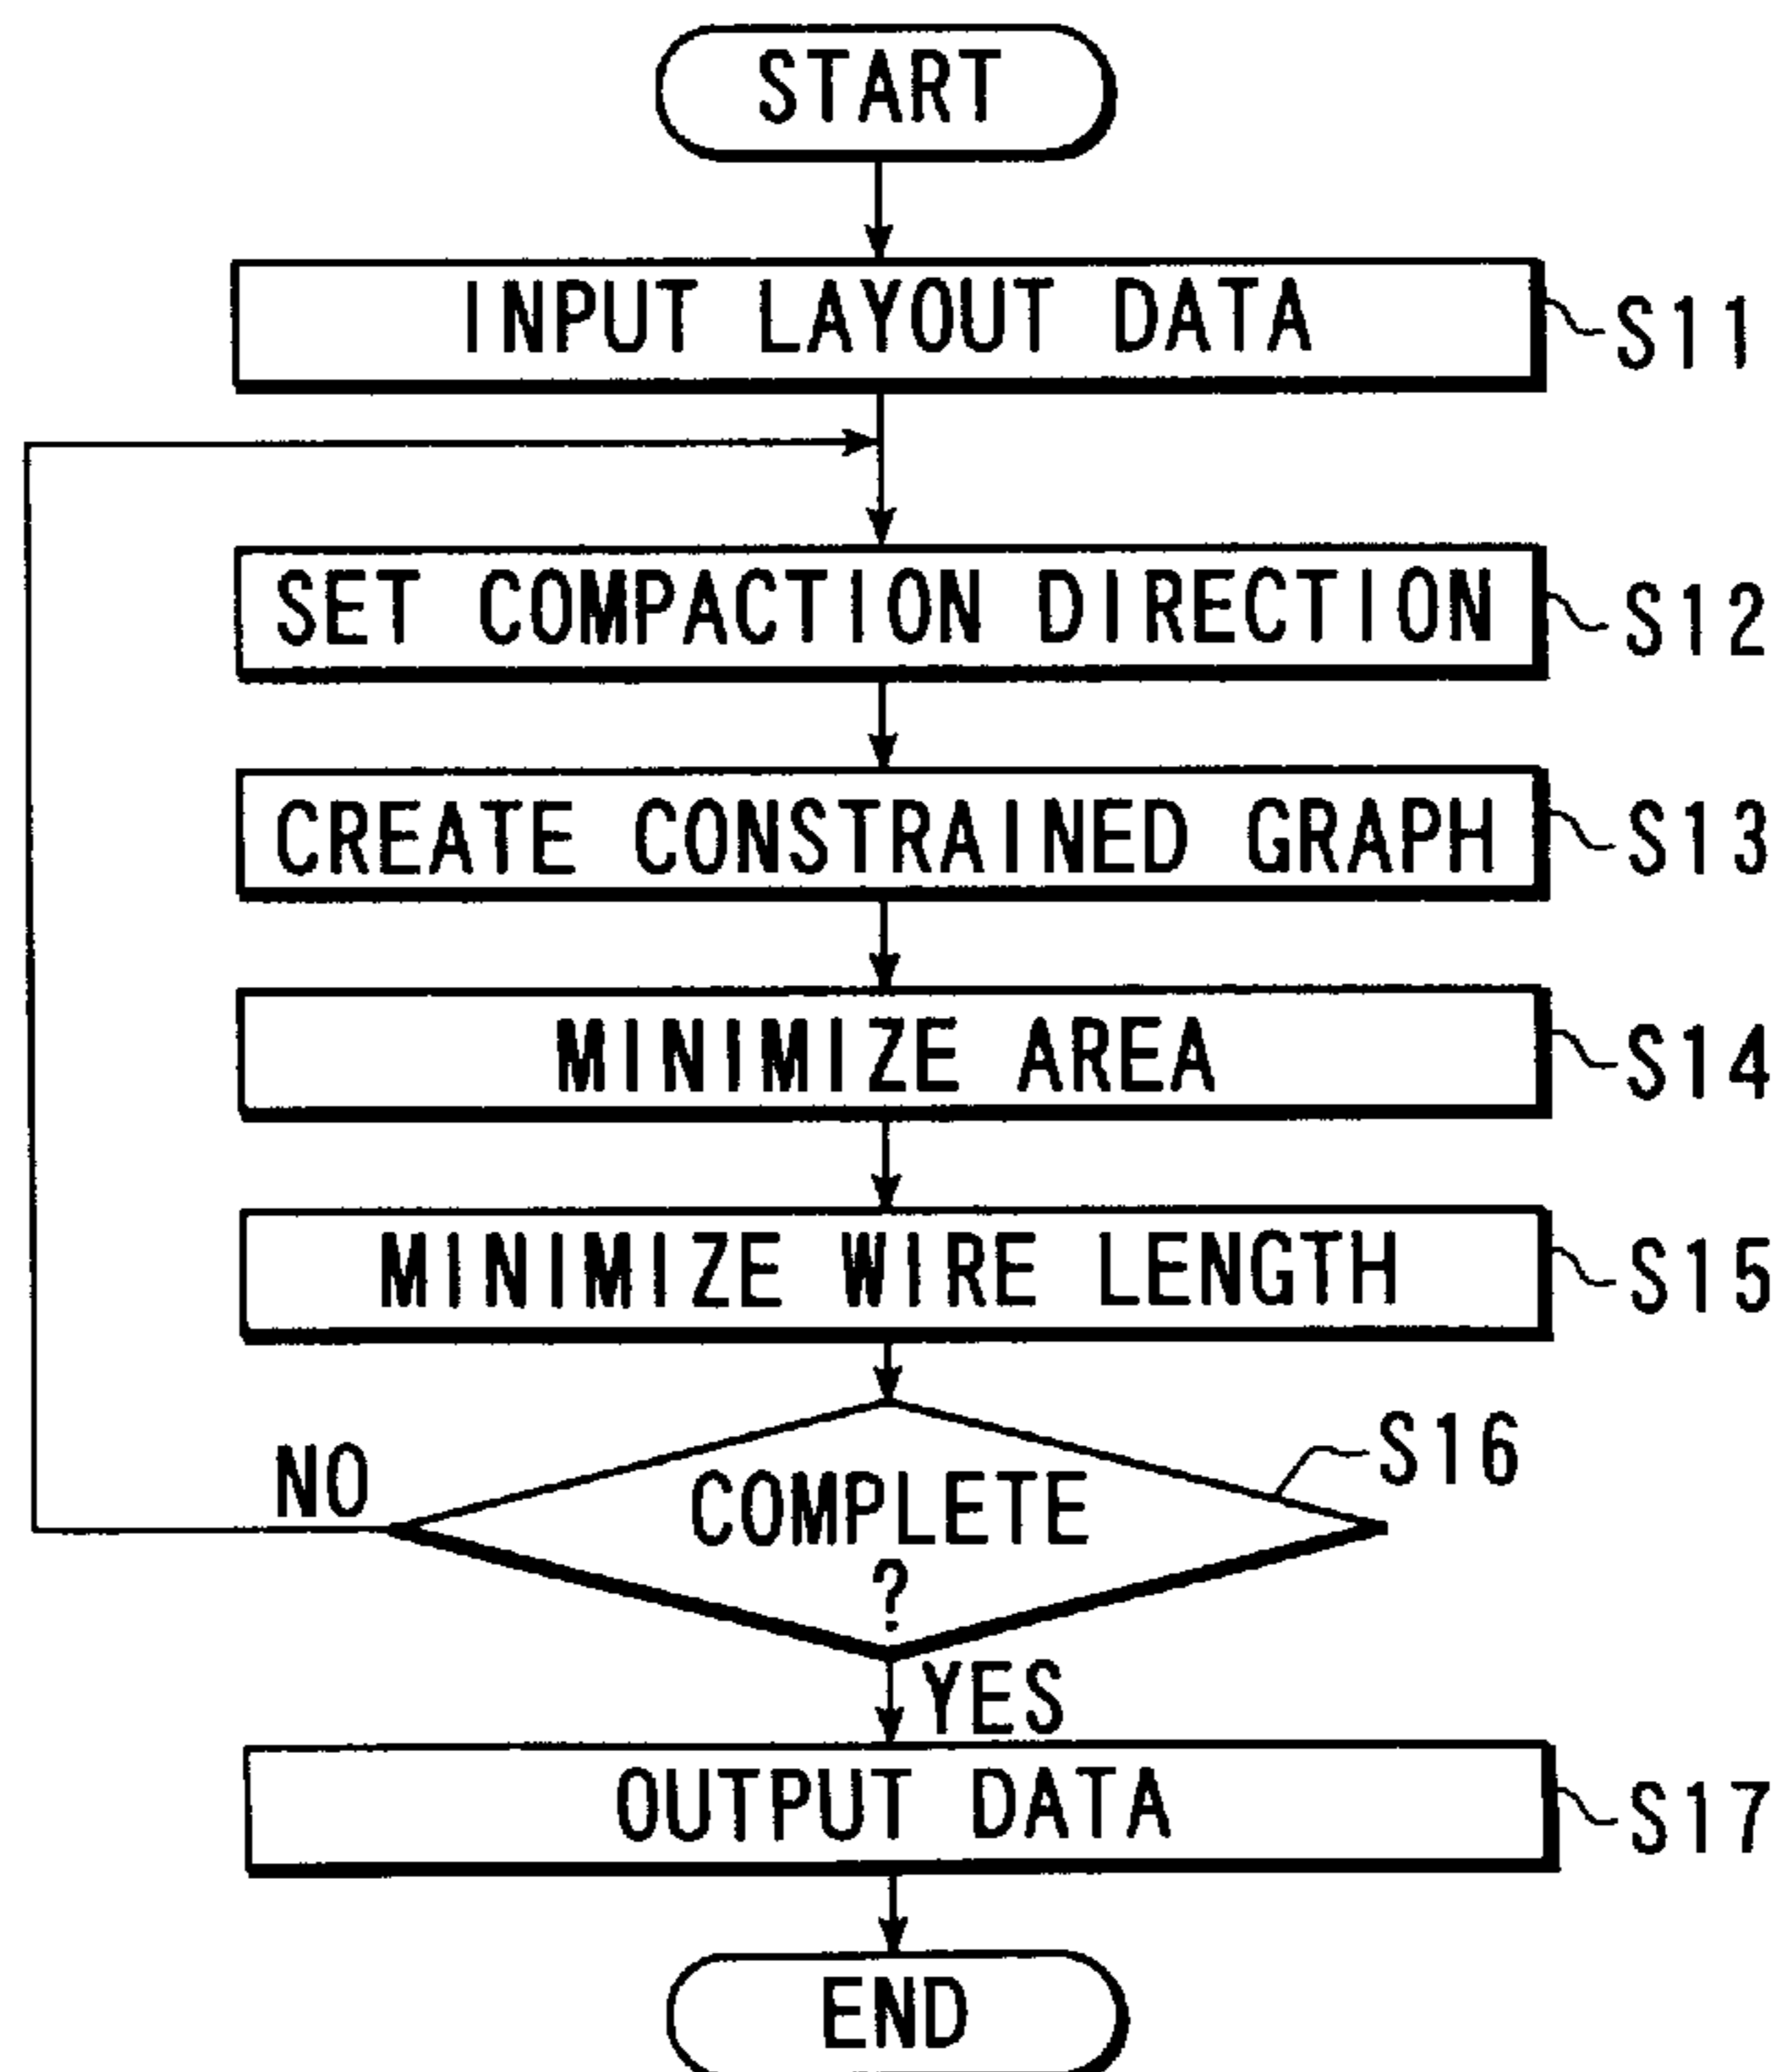 START
INPUT LAYOUT DATA
S11
SET COMPACTION DIRECTION
S12
CREATE CONSTRAINED GRAPH
S13
MINIMIZE AREA
S14
MINIMIZE WIRE LENGTH
S15
S16
NO
COMPLETE
?
YES
OUTPUT DATA
S17
END